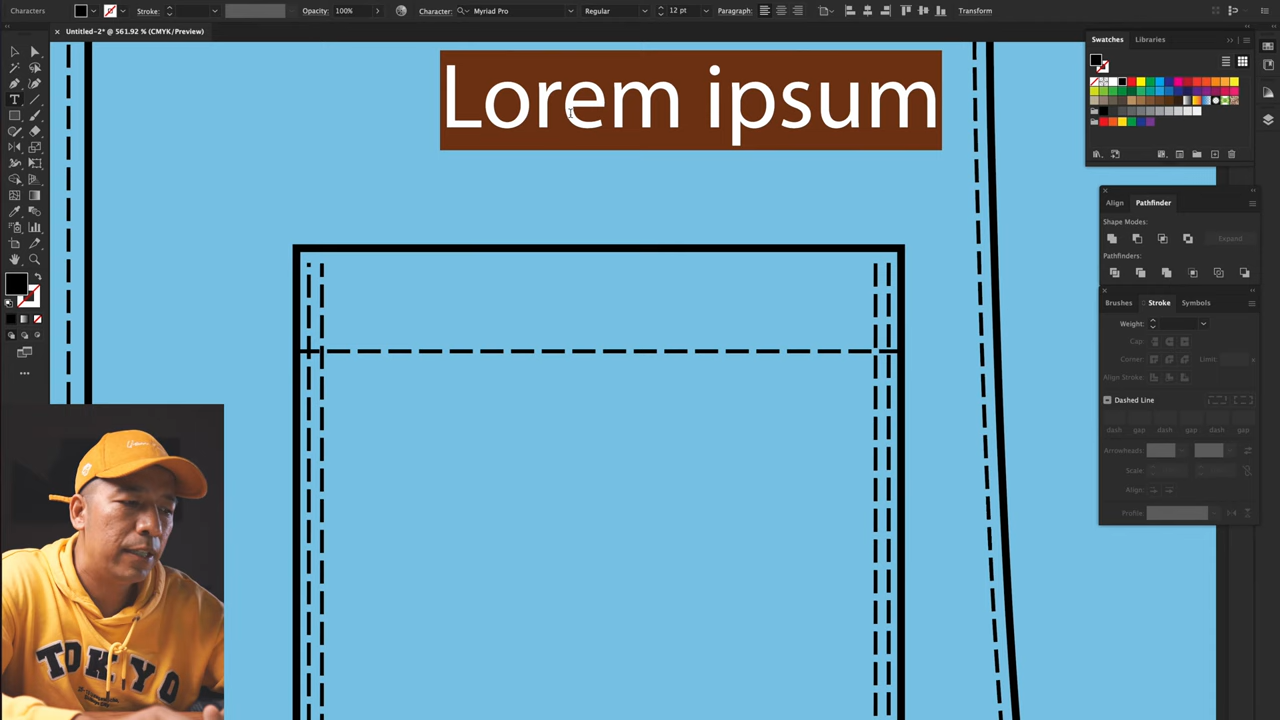 Characters Stroke: Opacity: 100% Character: Myriad Pro Regular 12 pt Paragraph: Transform
× Untitled-2* @ 561.92 % (CMYK/Preview)
Swatches Libraries
Lorem ipsum
Align Pathfinder
Shape Modes:
Expand
Pathfinders:
Brushes Stroke Symbols
Weight:
Cap:
Corner: Limit:
Align Stroke:
Dashed Line
dash gap dash gap dash gap
Arrowheads:
Scale:
Align:
Profile:
TOKYO